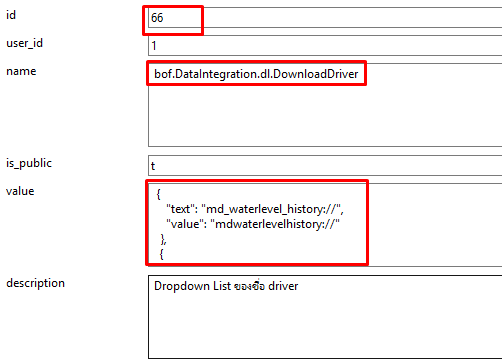 id
66
user_id
1
name
bof.DataIntegration.dl.DownloadDriver
is_public
t
value
{
"text": "md_waterlevel_history://",
"value": "mdwaterlevelhistory://"
},
{
description
Dropdown List ของชื่อ driver